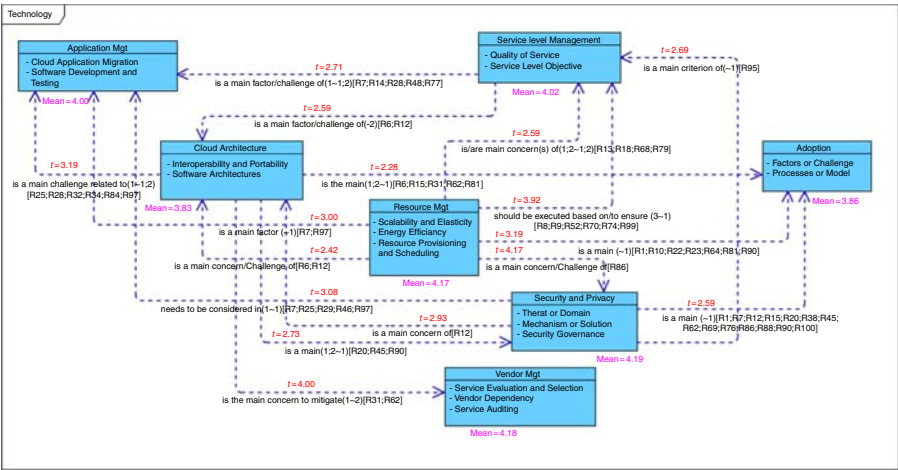 Technology
Application Mgt
- Cloud Application Migration
- Software Development and
Testing
Mean=4.00
Service level Management
- Quality of Service
- Service Level Objective
Mean=4.02
t=2.71
is a main factor/challenge of(1~1;2)[R7;R14;R28;R48;R77]
t=2.69
is a main criterion of(~1)[R95]
t=2.59
is a main factor/challenge of(-2)[R6;R12]
t=2.59
is/are main concern(s) of(1;2~1;2)[R13;R18;R68;R79]
Cloud Architecture
- Interoperability and Portability
- Software Architectures
Mean=3.83
Adoption
- Factors or Challenge
- Processes or Model
Mean=3.86
t=3.19
is a main challenge related to(1~1;2)
[R25;R28;R32;R34;R84;R97]
t=2.28
is the main(1;2~1)[R6;R15;R31;R62;R81]
Resource Mgt
- Scalability and Elasticity
- Energy Efficiancy
- Resource Provisioning
and Scheduling
Mean=4.17
t=3.92
should be executed based on/to ensure (3~1)
[R8;R9;R52;R70;R74;R99]
t=3.00
is a main factor (~1)[R7;R97]
t=3.19
is a main (~1)[R1;R10;R22;R23;R64;R81;R90]
t=2.42
is a main concern/Challenge of[R6;R12]
t=4.17
is a main concern/Challenge of[R86]
Security and Privacy
- Therat or Domain
- Mechanism or Solution
- Security Governance
Mean=4.19
t=3.08
needs to be considered in(1~1)[R7;R25;R29;R46;R97]
t=2.59
is a main (~1)[R1;R7;R12;R15;R20;R38;R45;
R62;R69;R76;R86;R88;R90;R100]
t=2.93
is a main concern of[R12]
t=2.73
is a main(1;2~1)[R20;R45;R90]
Vendor Mgt
- Service Evaluation and Selection
- Vendor Dependency
- Service Auditing
Mean=4.18
t=4.00
is the main concern to mitigate(1~2)[R31;R62]